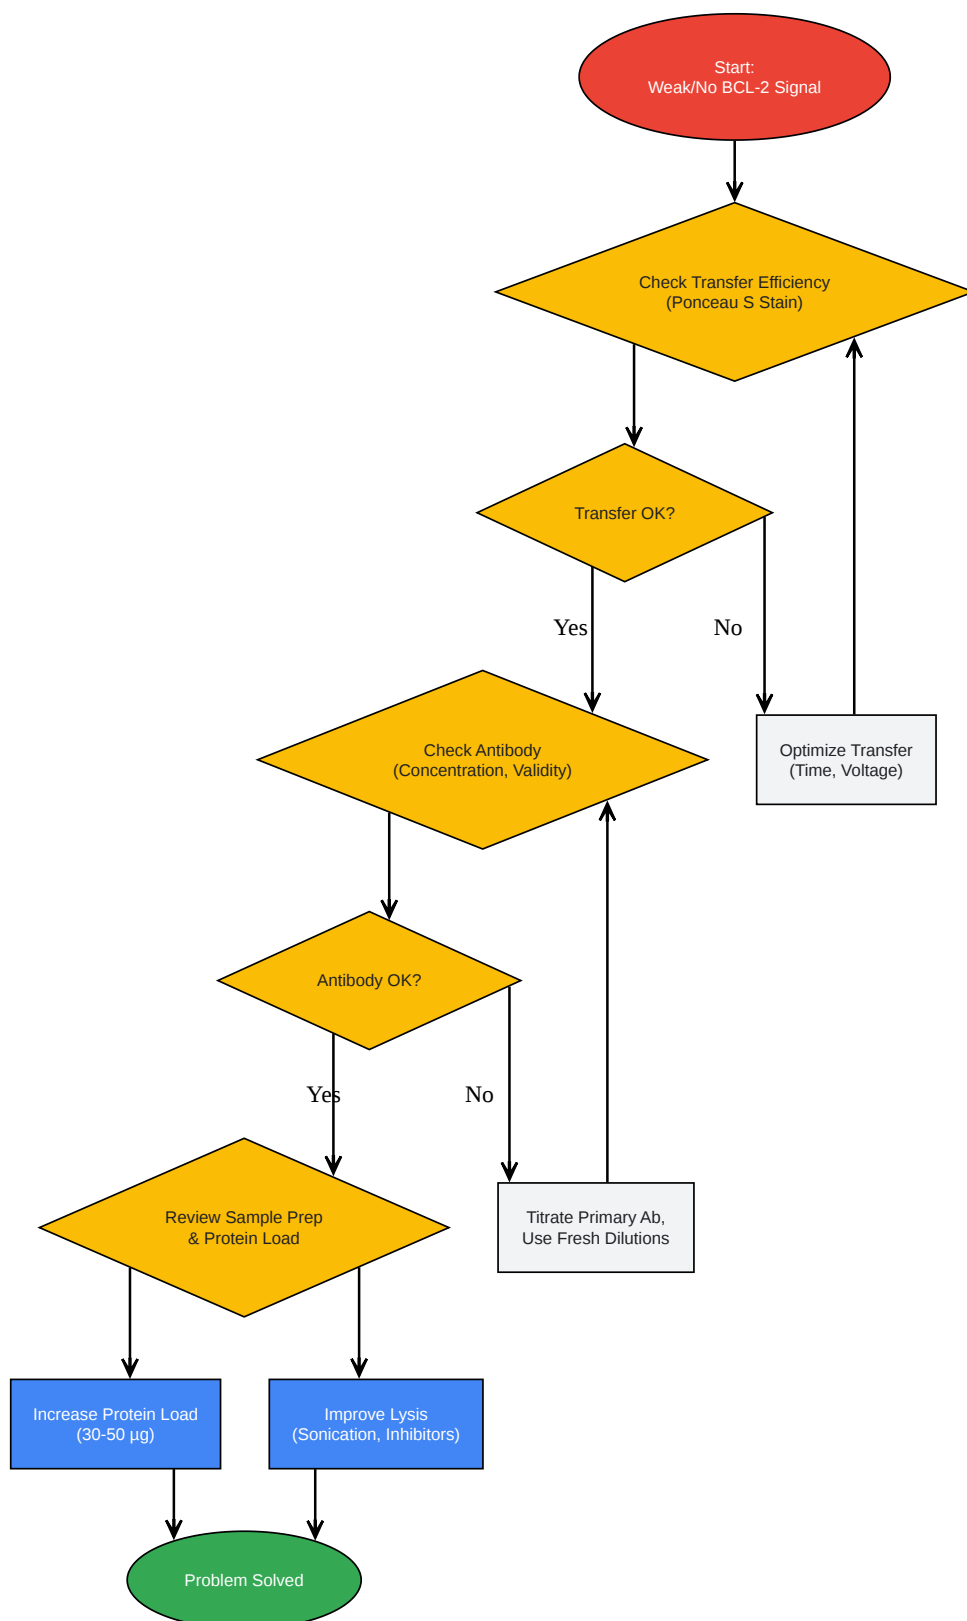 Start:
Weak/No BCL-2 Signal
Check Transfer Efficiency
(Ponceau S Stain)
Transfer OK?
Yes
No
Check Antibody
(Concentration, Validity)
Optimize Transfer
(Time, Voltage)
Antibody OK?
Yes
No
Review Sample Prep
& Protein Load
Titrate Primary Ab,
Use Fresh Dilutions
Increase Protein Load
(30-50 µg)
Improve Lysis
(Sonication, Inhibitors)
Problem Solved